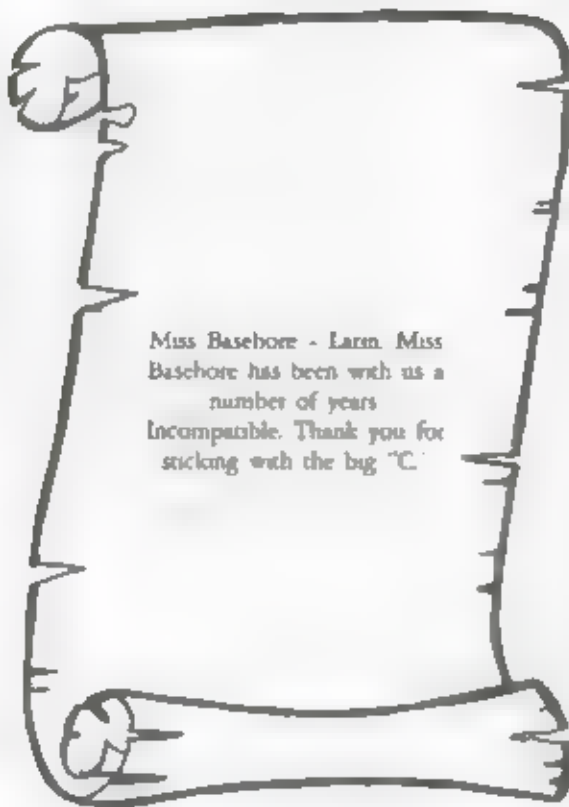 Miss Basehore - Latin. Miss
Basehore has been with us a
number of years
Incompatible. Thank you for
sticking with the big "C."